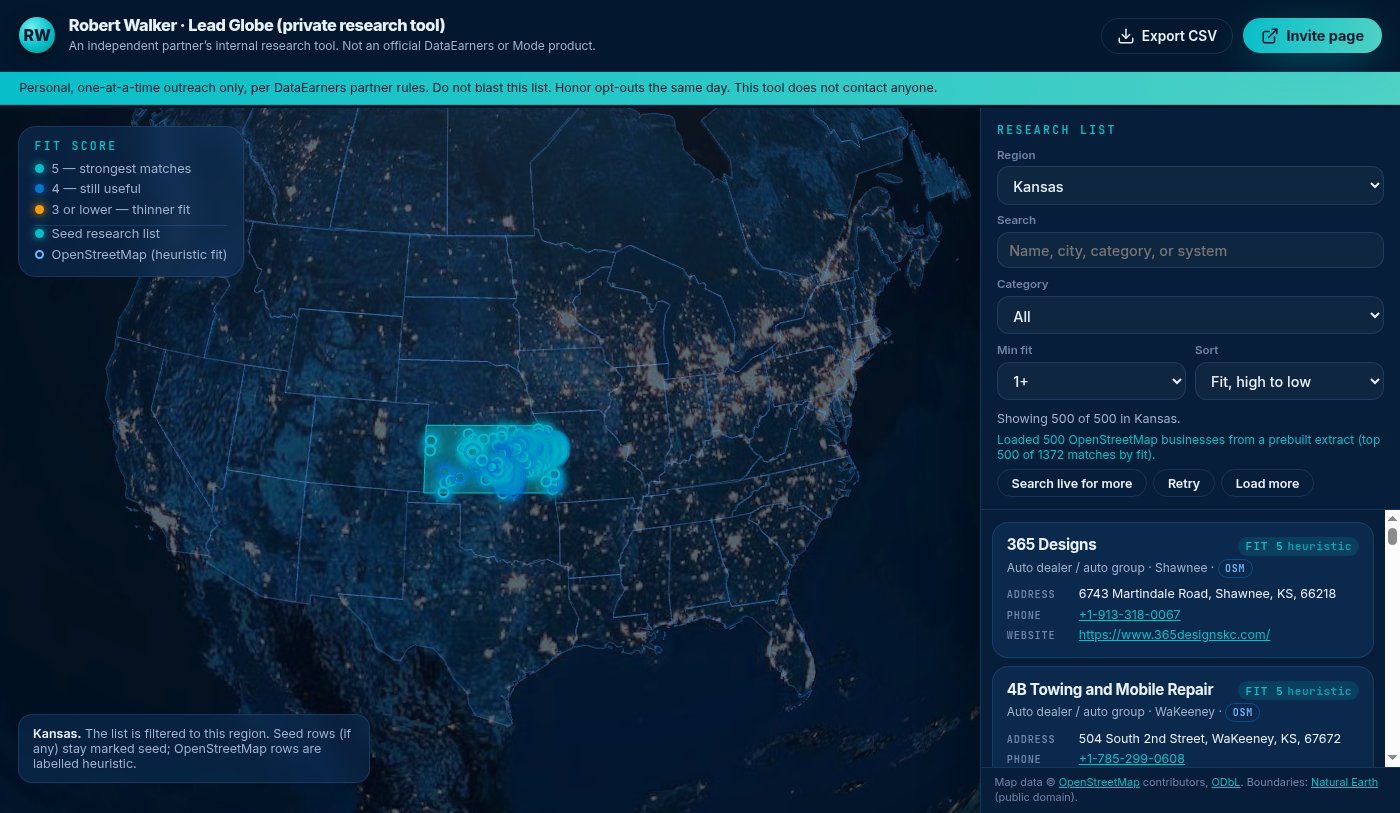 RW
Robert Walker · Lead Globe (private research tool)
An independent partner’s internal research tool. Not an official DataEarners or Mode product.
Export CSV
Invite page
Personal, one-at-a-time outreach only, per DataEarners partner rules. Do not blast this list. Honor opt-outs the same day. This tool does not contact anyone.
FIT SCORE
5 — strongest matches
4 — still useful
3 or lower — thinner fit
Seed research list
OpenStreetMap (heuristic fit)
Kansas. The list is filtered to this region. Seed rows (if
any) stay marked seed; OpenStreetMap rows are
labelled heuristic.
RESEARCH LIST
Region
Kansas
Search
Name, city, category, or system
Category
All
Min fit
Sort
1+
Fit, high to low
Showing 500 of 500 in Kansas.
Loaded 500 OpenStreetMap businesses from a prebuilt extract (top
500 of 1372 matches by fit).
Search live for more
Retry
Load more
365 Designs
FIT 5 heuristic
Auto dealer / auto group · Shawnee · OSM
ADDRESS 6743 Martindale Road, Shawnee, KS, 66218
PHONE +1-913-318-0067
WEBSITE https://www.365designskc.com/
4B Towing and Mobile Repair
FIT 5 heuristic
Auto dealer / auto group · WaKeeney · OSM
ADDRESS 504 South 2nd Street, WaKeeney, KS, 67672
PHONE +1-785-299-0608
Map data © OpenStreetMap contributors, ODbL. Boundaries: Natural Earth
(public domain).